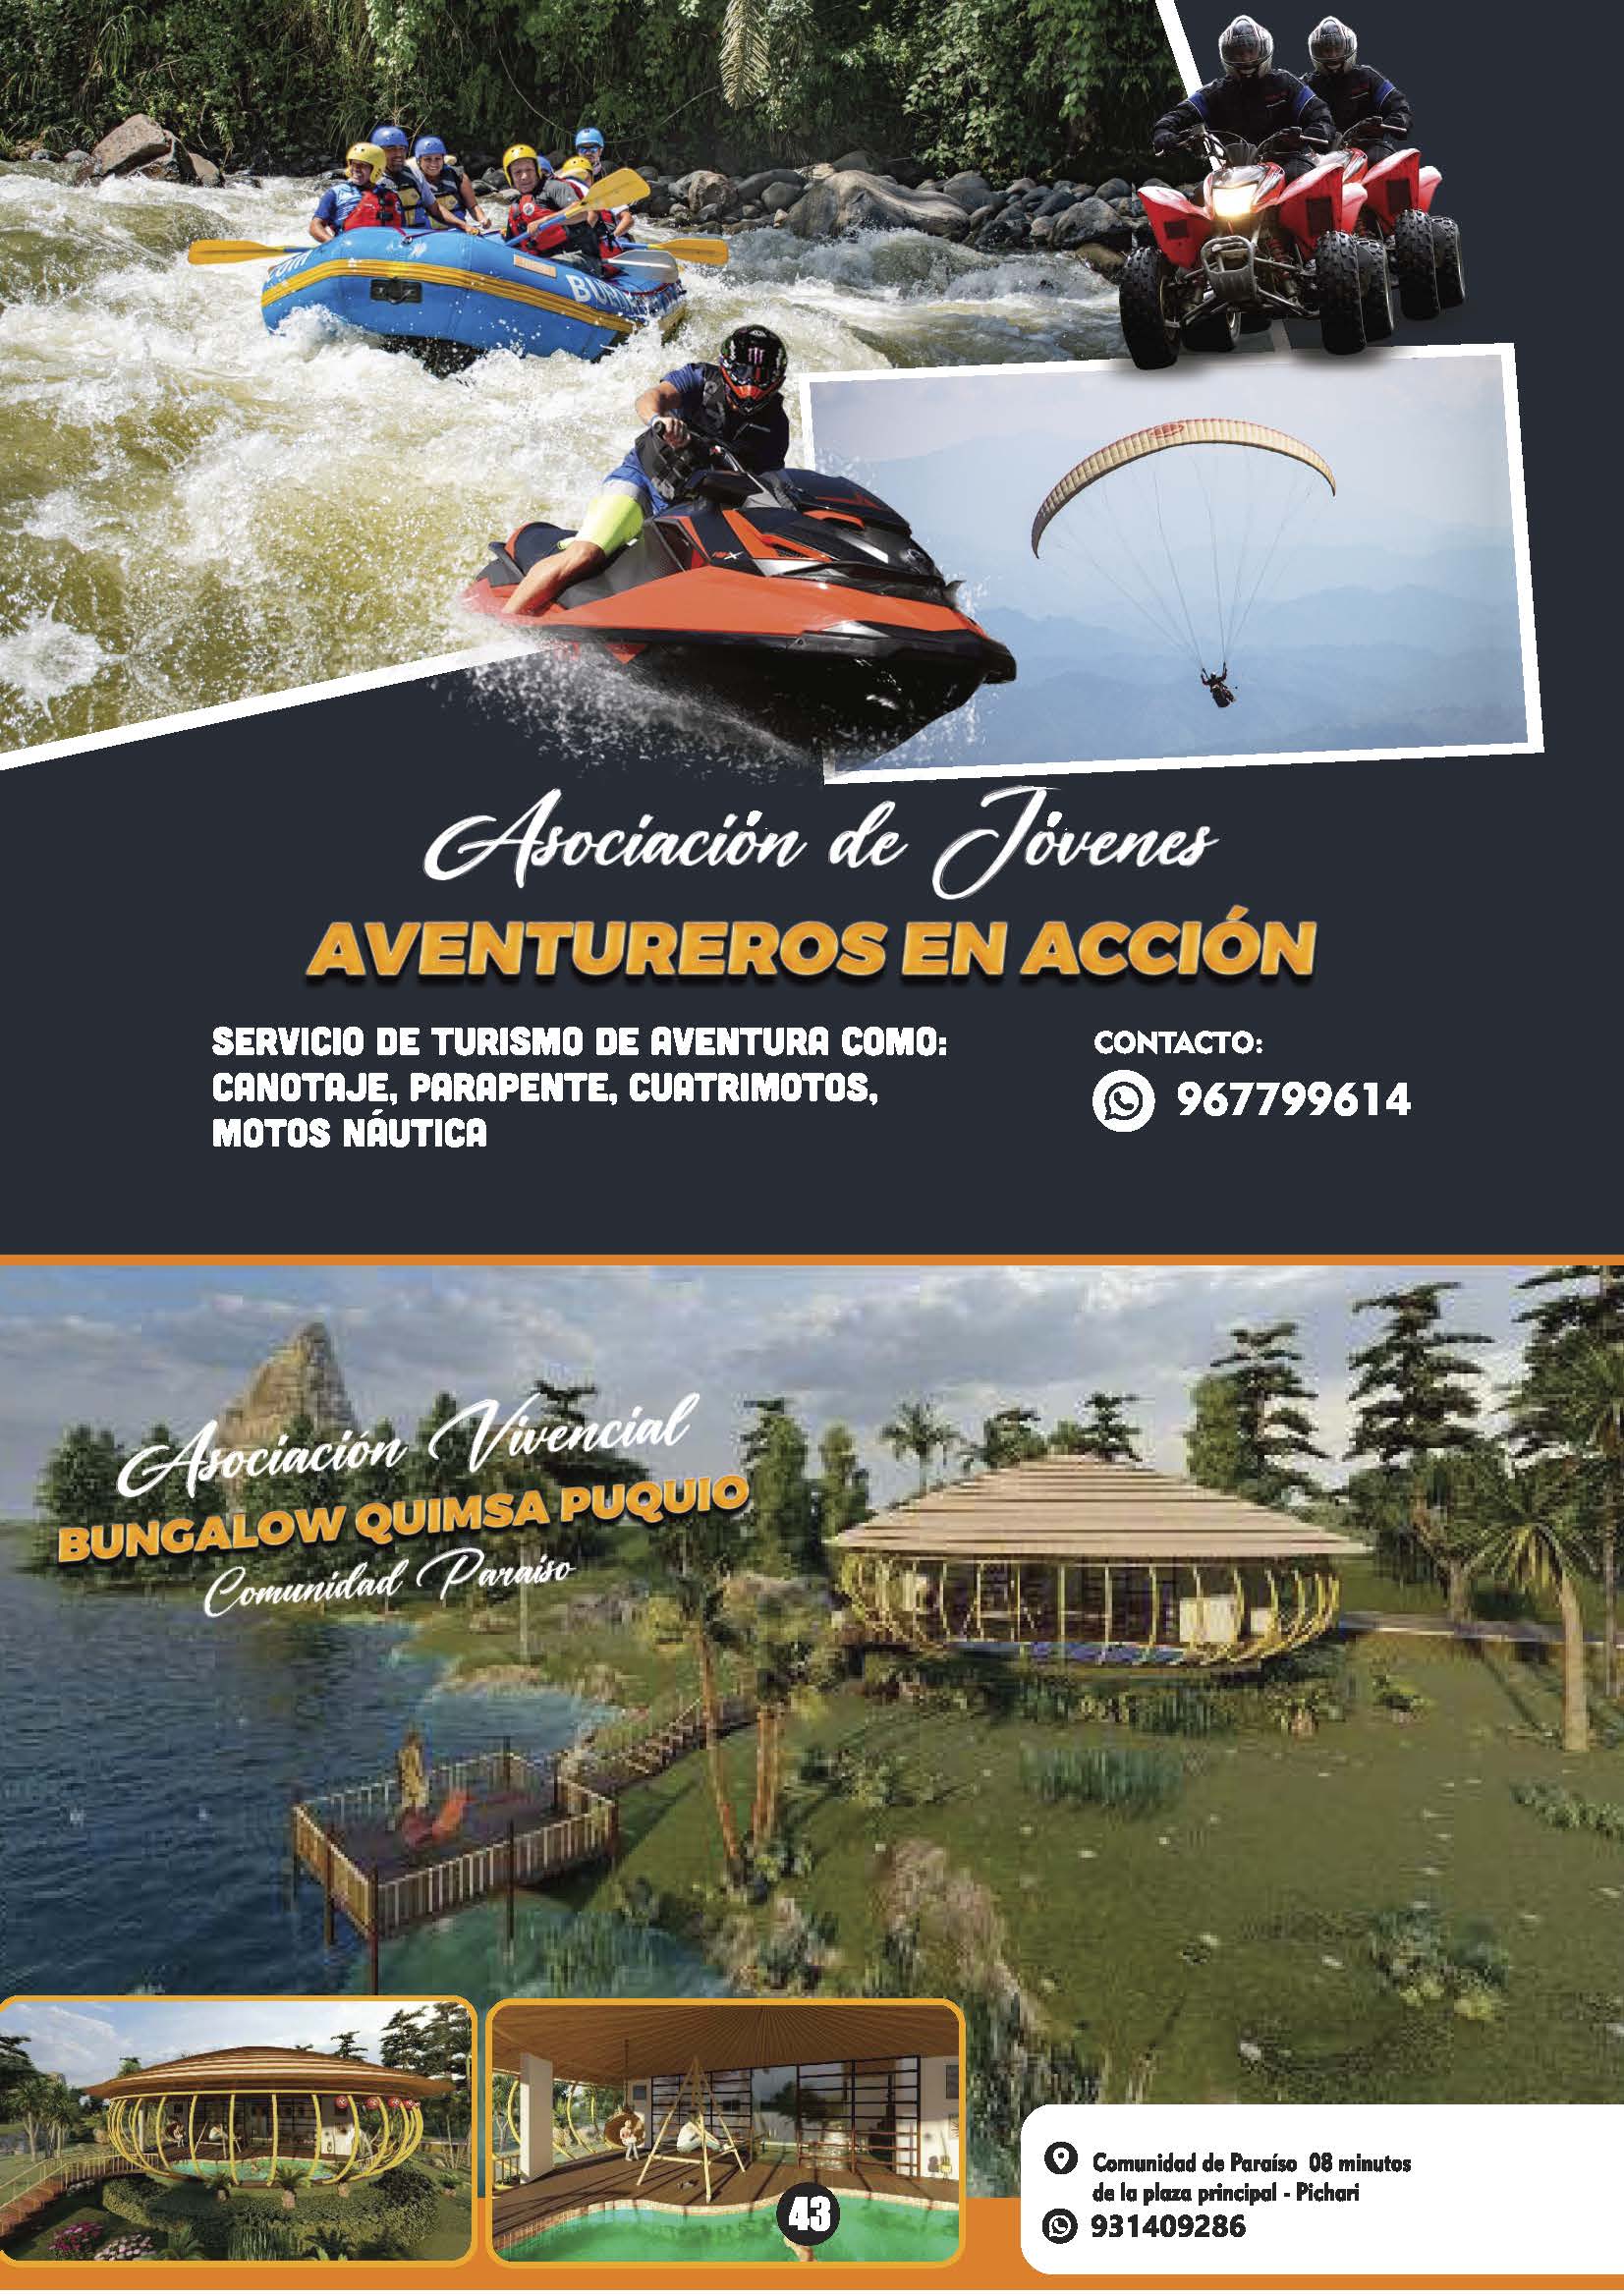 Asociación de Jóvenes
AVENTUREROS EN ACCIÓN
SERVICIO DE TURISMO DE AVENTURA COMO:
CANOTAJE, PARAPENTE, CUATRIMOTOS,
MOTOS NÁUTICA
CONTACTO:
967799614
Asociación Vivencial
BUNGALOW QUIMSA PUQUIO
Comunidad Paraíso
Comunidad de Paraíso 08 minutos
de la plaza principal - Pichari
931409286
43